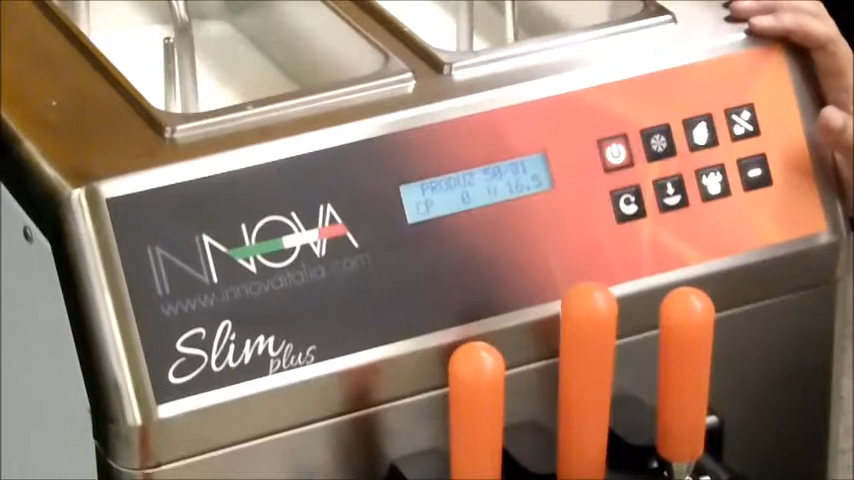 PRODUZ 50/01
CP 0 U 16.5
INNOVA
www.innovaitalia.com
Slim
plus